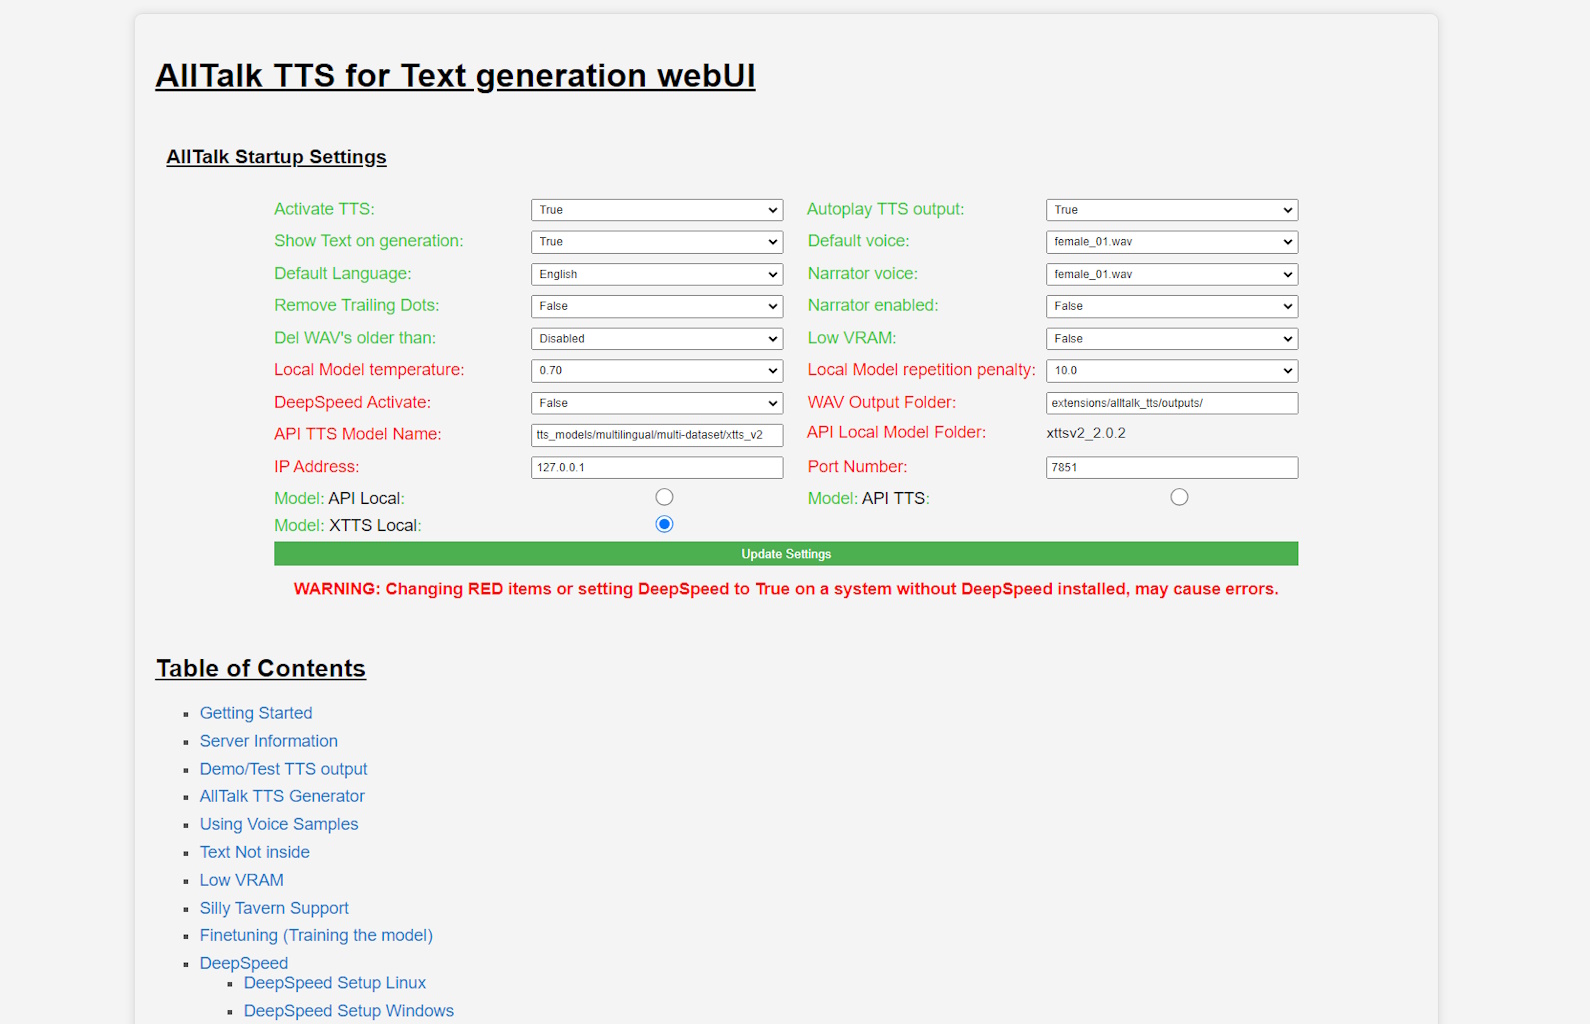 AllTalk TTS for Text generation webUI
AllTalk Startup Settings
Activate TTS: True Autoplay TTS output: True
Show Text on generation: True Default voice: female_01.wav
Default Language: English Narrator voice: female_01.wav
Remove Trailing Dots: False Narrator enabled: False
Del WAV's older than: Disabled Low VRAM: False
Local Model temperature: 0.70 Local Model repetition penalty: 10.0
DeepSpeed Activate: False WAV Output Folder: extensions/alltalk_tts/outputs/
API TTS Model Name: tts_models/multilingual/multi-dataset/xtts_v2 API Local Model Folder: xttsv2_2.0.2
IP Address: 127.0.0.1 Port Number: 7851
Model: API Local: Model: API TTS:
Model: XTTS Local:
Update Settings
WARNING: Changing RED items or setting DeepSpeed to True on a system without DeepSpeed installed, may cause errors.
Table of Contents
Getting Started
Server Information
Demo/Test TTS output
AllTalk TTS Generator
Using Voice Samples
Text Not inside
Low VRAM
Silly Tavern Support
Finetuning (Training the model)
DeepSpeed
DeepSpeed Setup Linux
DeepSpeed Setup Windows